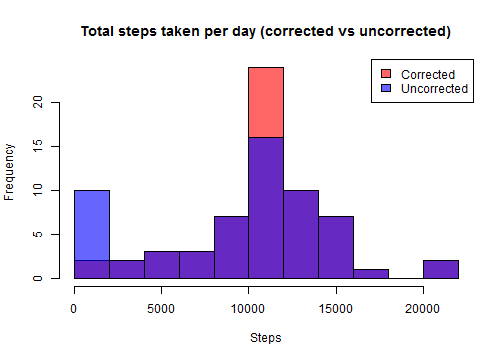 Total steps taken per day (corrected vs uncorrected)
Corrected
Uncorrected
Frequency
20
15
10
5
0
0 5000 10000 15000 20000
Steps